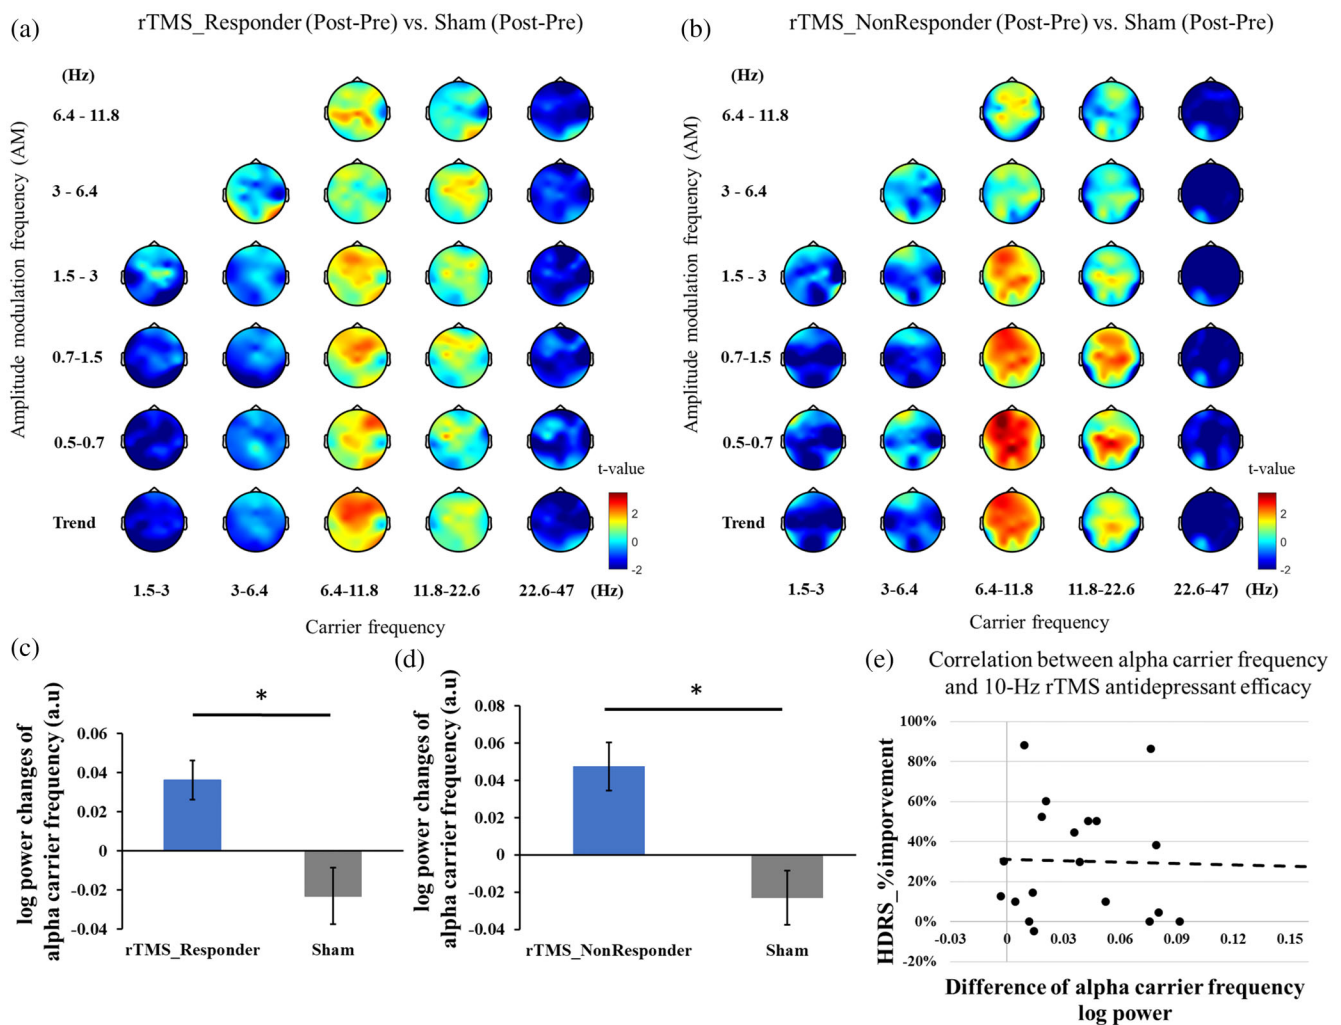 (a)
rTMS_Responder (Post-Pre) vs. Sham (Post-Pre)
(Hz)
Amplitude modulation frequency (AM)
6.4 - 11.8
3 - 6.4
1.5 - 3
0.7-1.5
0.5-0.7
Trend
t-value
2
0
-2
1.5-3
3-6.4
6.4-11.8
11.8-22.6
22.6-47
(Hz)
Carrier frequency
(b)
rTMS_NonResponder (Post-Pre) vs. Sham (Post-Pre)
(Hz)
Amplitude modulation frequency (AM)
6.4 - 11.8
3 - 6.4
1.5 - 3
0.7-1.5
0.5-0.7
Trend
t-value
2
0
-2
1.5-3
3-6.4
6.4-11.8
11.8-22.6
22.6-47
(Hz)
Carrier frequency
(c)
log power changes of
alpha carrier frequency (a.u)
0.06
0.04
0.02
0
-0.02
-0.04
*
rTMS_Responder
Sham
(d)
log power changes of
alpha carrier frequency (a.u)
0.08
0.06
0.04
0.02
0
-0.02
-0.04
*
rTMS_NonResponder
Sham
(e)
Correlation between alpha carrier frequency
and 10-Hz rTMS antidepressant efficacy
HDRS_%imporvement
100%
80%
60%
40%
20%
0%
-20%
-0.03
0
0.03
0.06
0.09
0.12
0.15
Difference of alpha carrier frequency
log power